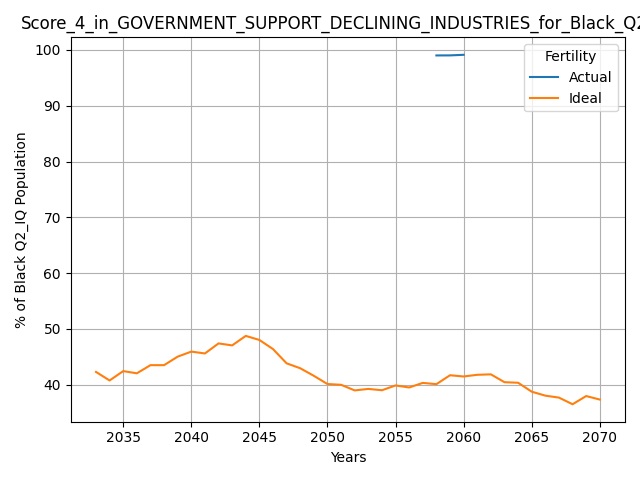 Score_4_in_GOVERNMENT_SUPPORT_DECLINING_INDUSTRIES_for_Black_Q2
Fertility
Actual
Ideal
% of Black Q2_IQ Population
100
90
80
70
60
50
40
2035 2040 2045 2050 2055 2060 2065 2070
Years